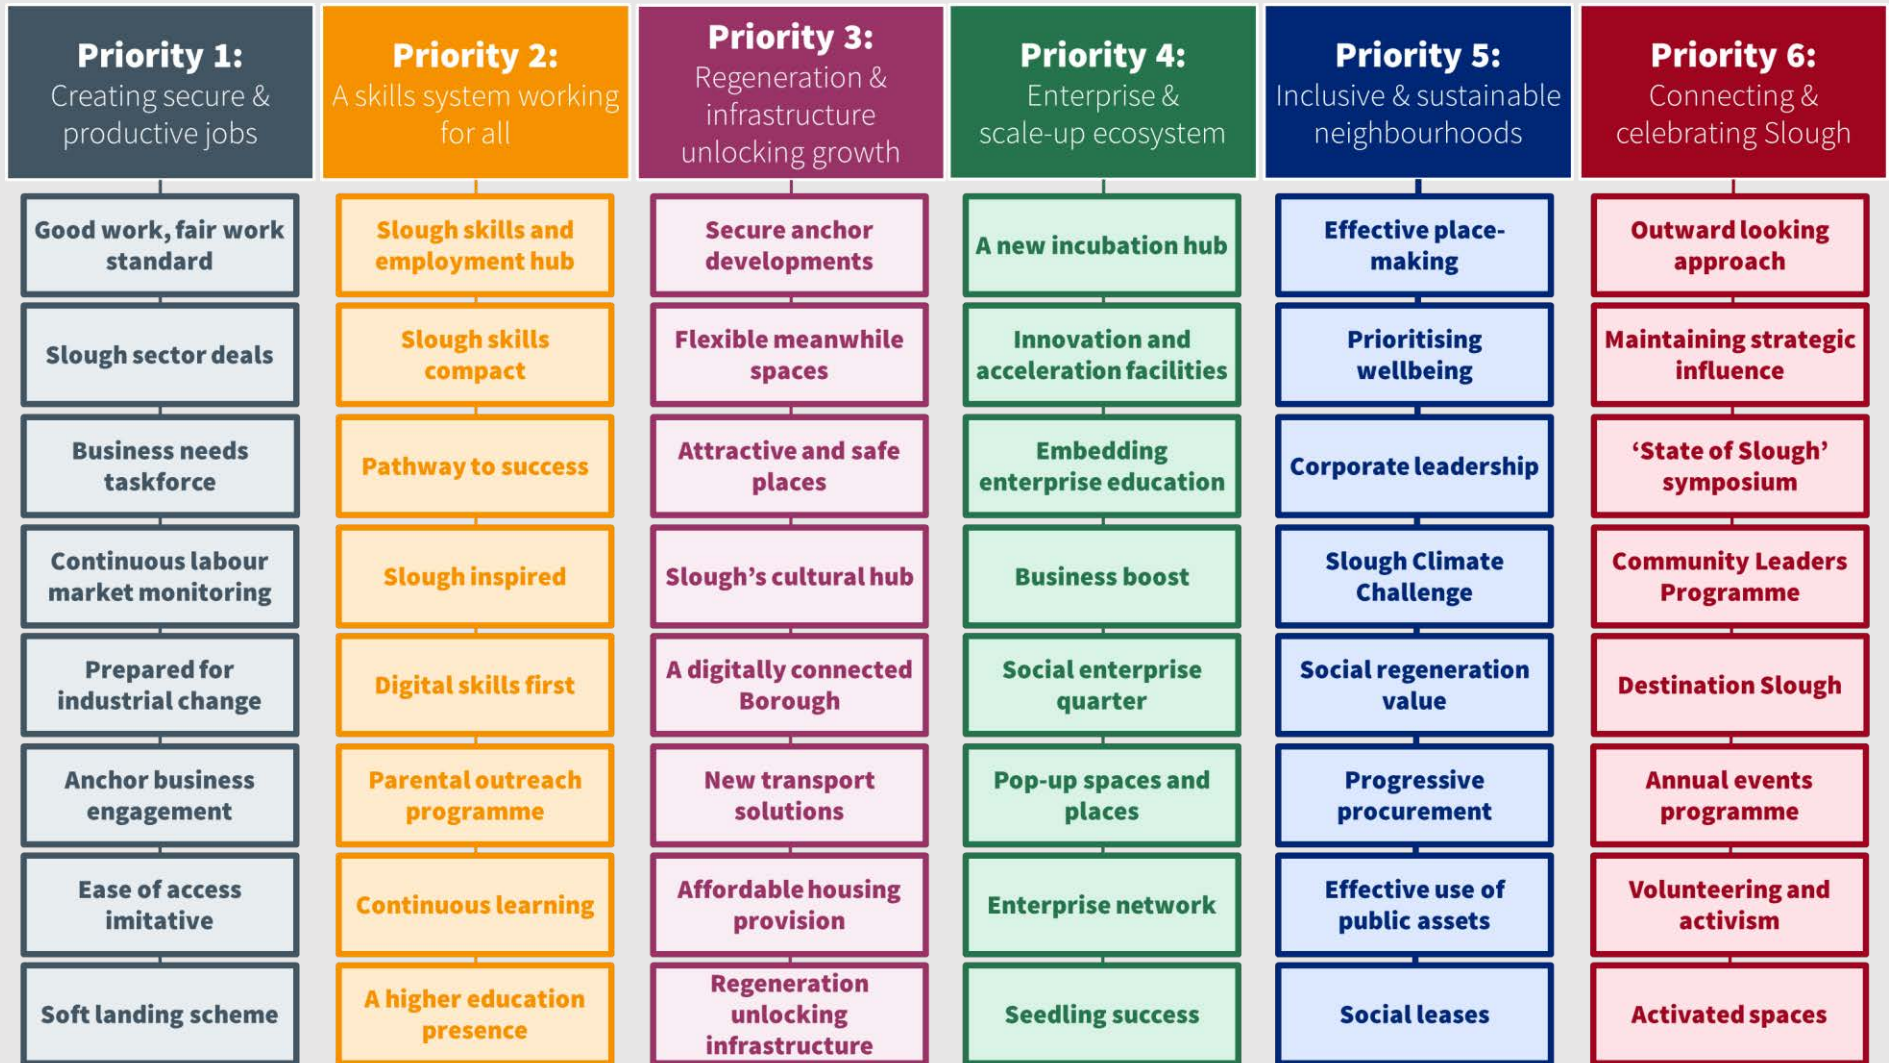 Priority 1:
Creating secure &
productive jobs
Good work, fair work
standard
Slough sector deals
Business needs
taskforce
Continuous labour
market monitoring
Prepared for
industrial change
Anchor business
engagement
Ease of access
imitative
Soft landing scheme
Priority 2:
A skills system working
for all
Slough skills and
employment hub
Slough skills
compact
Pathway to success
Slough inspired
Digital skills first
Parental outreach
programme
Continuous learning
A higher education
presence
Priority 3:
Regeneration &
infrastructure
unlocking growth
Secure anchor
developments
Flexible meanwhile
spaces
Attractive and safe
places
Slough’s cultural hub
A digitally connected
Borough
New transport
solutions
Affordable housing
provision
Regeneration
unlocking
infrastructure
Priority 4:
Enterprise &
scale-up ecosystem
A new incubation hub
Innovation and
acceleration facilities
Embedding
enterprise education
Business boost
Social enterprise
quarter
Pop-up spaces and
places
Enterprise network
Seedling success
Priority 5:
Inclusive & sustainable
neighbourhoods
Effective place-
making
Prioritising
wellbeing
Corporate leadership
Slough Climate
Challenge
Social regeneration
value
Progressive
procurement
Effective use of
public assets
Social leases
Priority 6:
Connecting &
celebrating Slough
Outward looking
approach
Maintaining strategic
influence
‘State of Slough’
symposium
Community Leaders
Programme
Destination Slough
Annual events
programme
Volunteering and
activism
Activated spaces